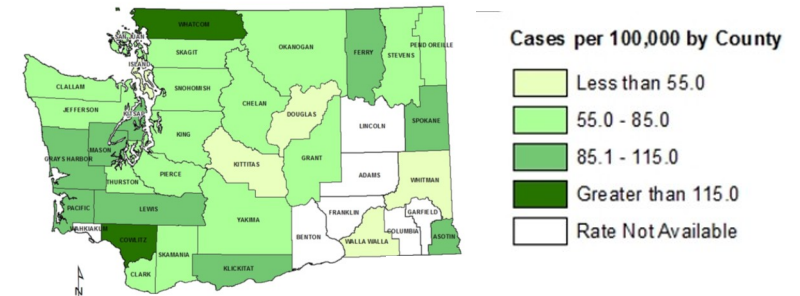 WHATCOM
SAN JUAN
SKAGIT
OKANOGAN
FERRY
STEVENS
PEND OREILLE
ISLAND
CLALLAM
SNOHOMISH
CHELAN
JEFFERSON
KITSAP
DOUGLAS
LINCOLN
SPOKANE
KING
GRAYS HARBOR
MASON
KITTITAS
GRANT
THURSTON
PIERCE
ADAMS
WHITMAN
PACIFIC
LEWIS
YAKIMA
FRANKLIN
GARFIELD
WAHKIAKUM
COWLITZ
BENTON
WALLA WALLA
COLUMBIA
ASOTIN
SKAMANIA
CLARK
KLICKITAT
N
Cases per 100,000 by County
Less than 55.0
55.0 - 85.0
85.1 - 115.0
Greater than 115.0
Rate Not Available